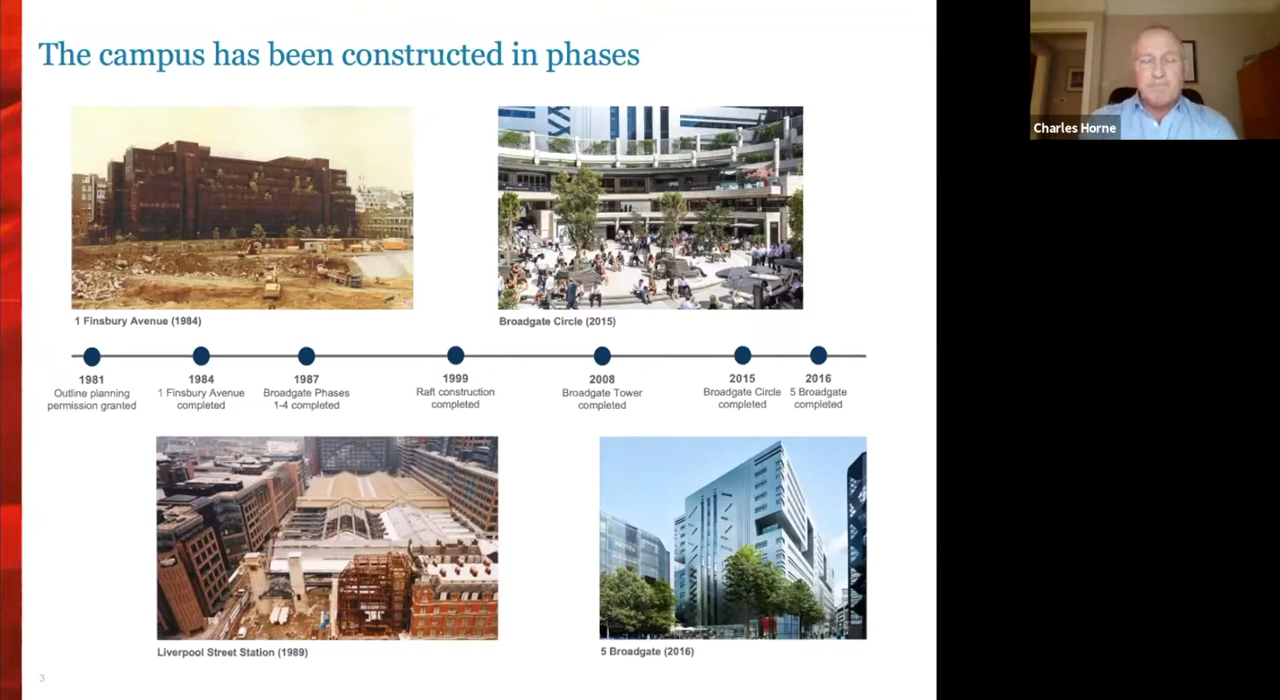 The campus has been constructed in phases
Charles Horne
1 Finsbury Avenue (1984)
Broadgate Circle (2015)
1981
Outline planning
permission granted
1984
1 Finsbury Avenue
completed
1987
Broadgate Phases
1-4 completed
1999
Raft construction
completed
2008
Broadgate Tower
completed
2015
Broadgate Circle
completed
2016
5 Broadgate
completed
Liverpool Street Station (1989)
5 Broadgate (2016)
3